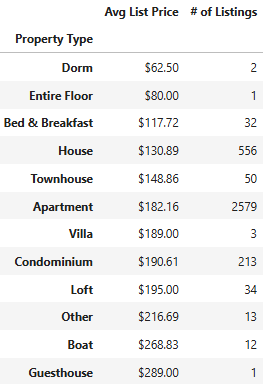 Avg List Price # of Listings
Property Type
Dorm $62.50 2
Entire Floor $80.00 1
Bed & Breakfast $117.72 32
House $130.89 556
Townhouse $148.86 50
Apartment $182.16 2579
Villa $189.00 3
Condominium $190.61 213
Loft $195.00 34
Other $216.69 13
Boat $268.83 12
Guesthouse $289.00 1